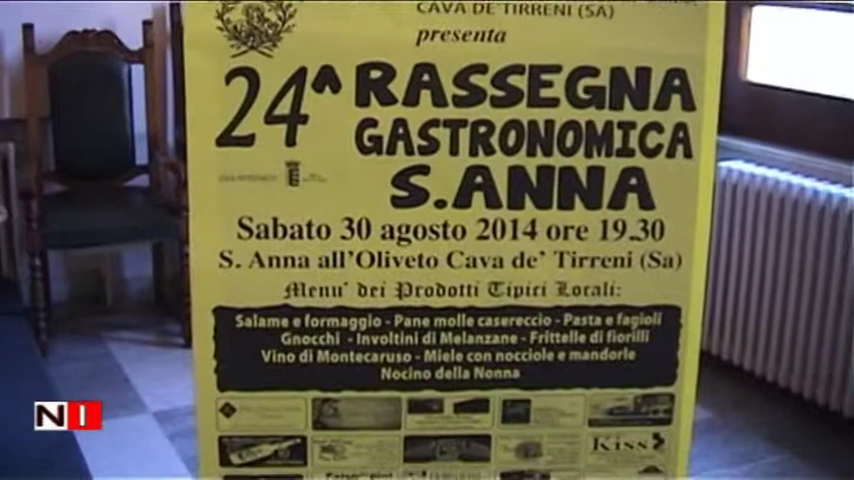 CAVA DE'TIRRENI (SA)
presenta
24^ RASSEGNA
GASTRONOMICA
S.ANNA
Sabato 30 agosto 2014 ore 19.30
S. Anna all'Oliveto Cava de' Tirreni (Sa)
Menu' dei Prodotti Tipici Locali:
Salame e formaggio - Pane molle casereccio - Pasta e fagioli
Gnocchi - Involtini di Melanzane - Frittelle di fiorilli
Vino di Montecaruso - Miele con nocciole e mandorle
Nocino della Nonna
Kiss
NI